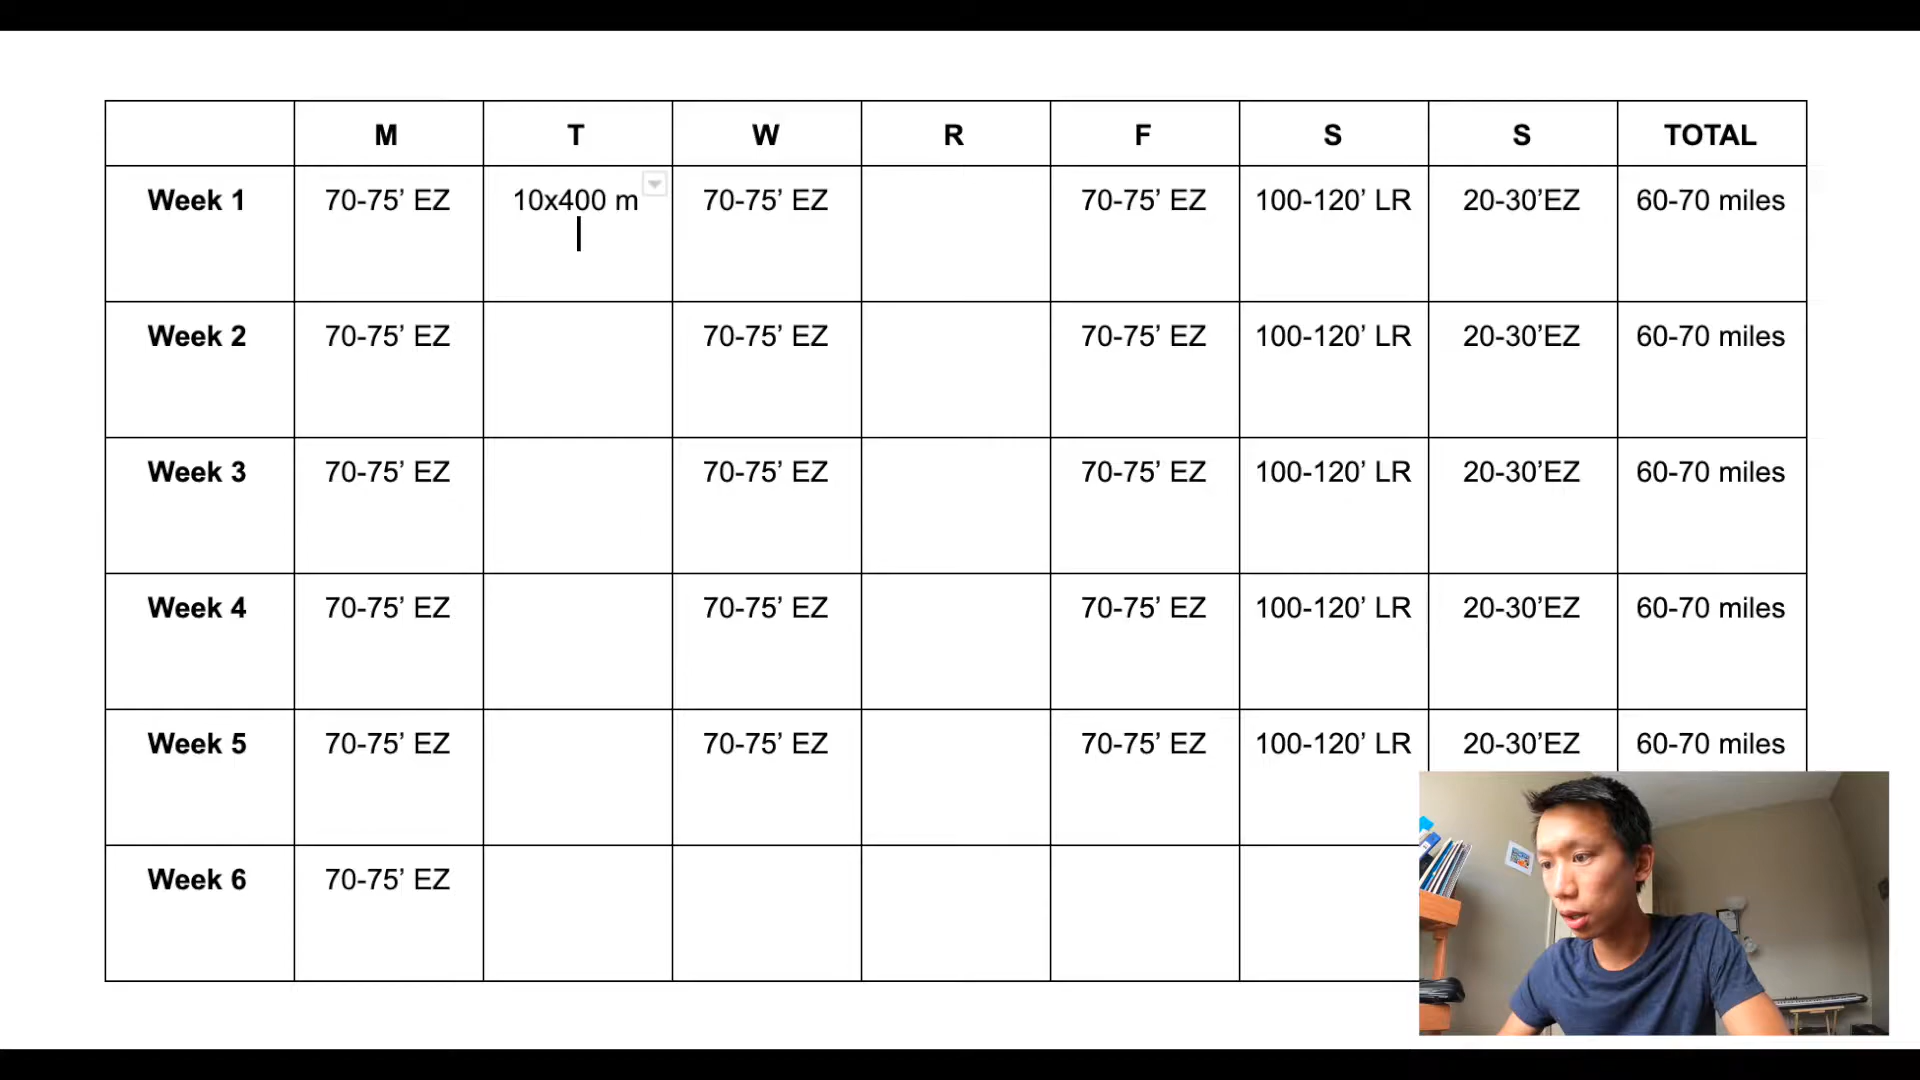 M T W R F S S TOTAL
Week 1 70-75’ EZ 10x400 m 70-75’ EZ 70-75’ EZ 100-120’ LR 20-30’EZ 60-70 miles
Week 2 70-75’ EZ 70-75’ EZ 70-75’ EZ 100-120’ LR 20-30’EZ 60-70 miles
Week 3 70-75’ EZ 70-75’ EZ 70-75’ EZ 100-120’ LR 20-30’EZ 60-70 miles
Week 4 70-75’ EZ 70-75’ EZ 70-75’ EZ 100-120’ LR 20-30’EZ 60-70 miles
Week 5 70-75’ EZ 70-75’ EZ 70-75’ EZ 100-120’ LR 20-30’EZ 60-70 miles
Week 6 70-75’ EZ